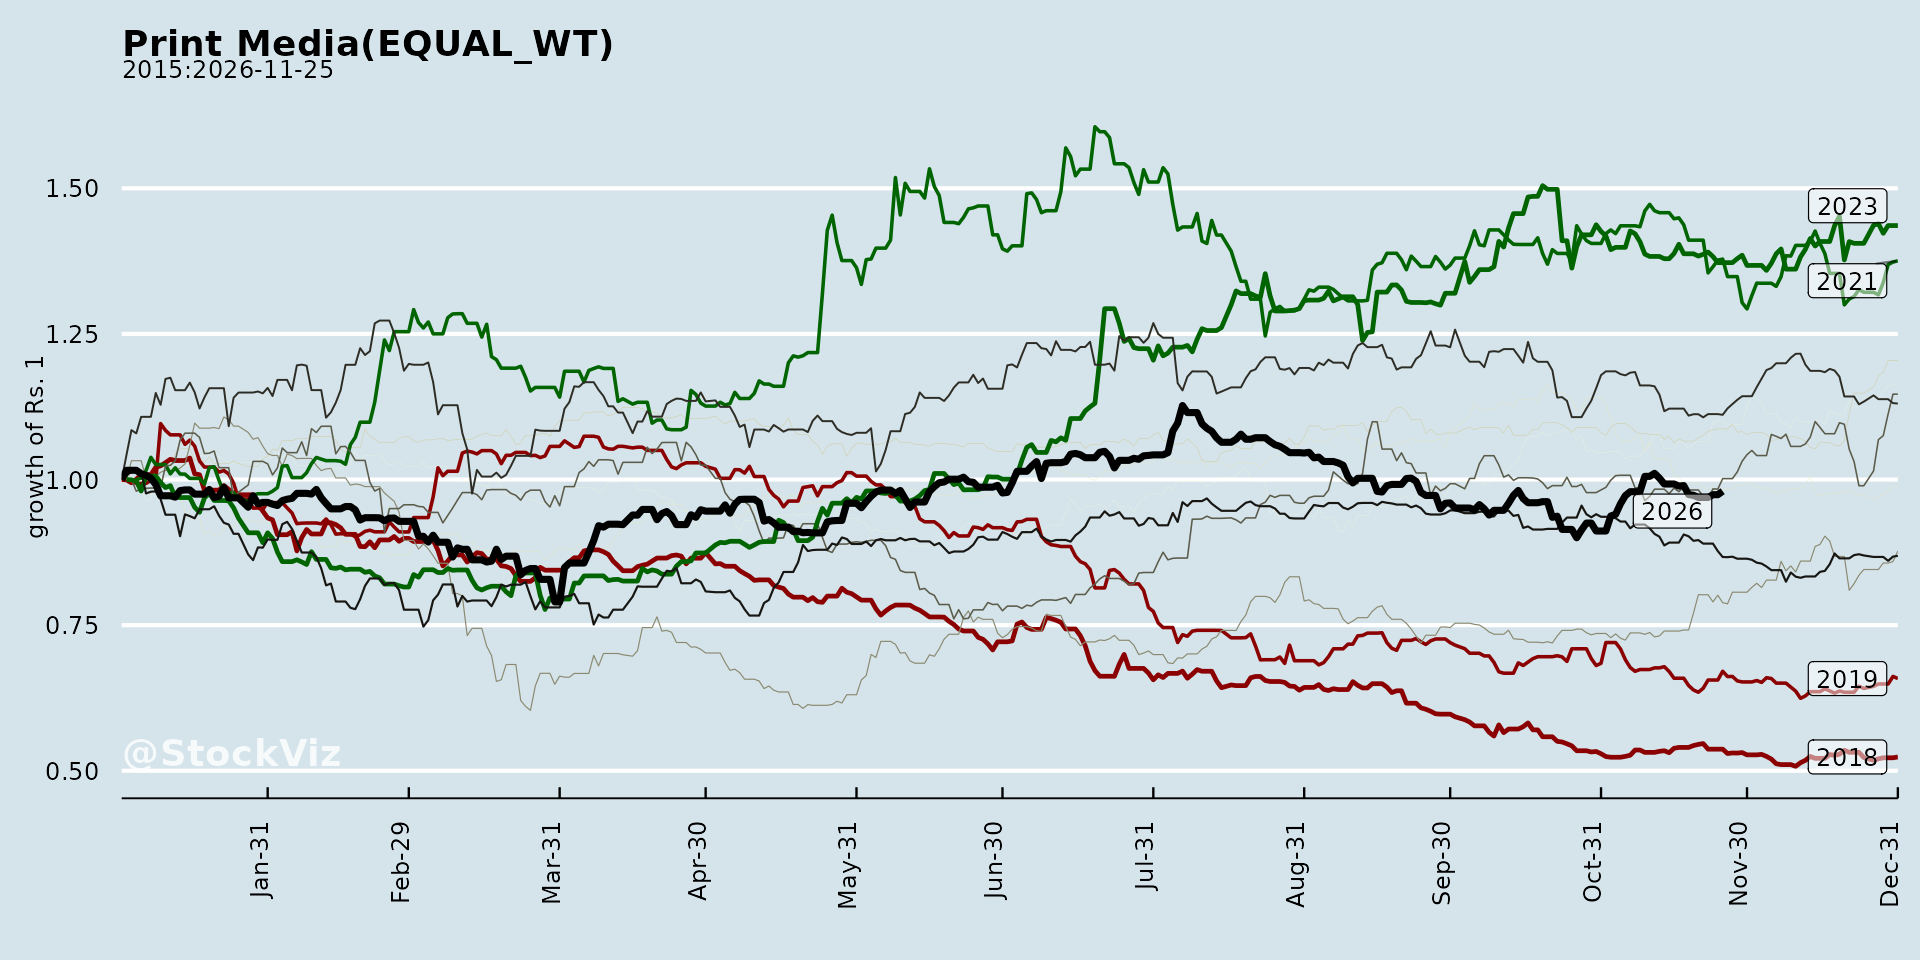 Print Media(EQUAL_WT)
2015:2026-11-25
growth of Rs. 1
1.50
1.25
1.00
0.75
0.50
2023
2021
2026
2019
2018
@StockViz
Jan-31
Feb-29
Mar-31
Apr-30
May-31
Jun-30
Jul-31
Aug-31
Sep-30
Oct-31
Nov-30
Dec-31